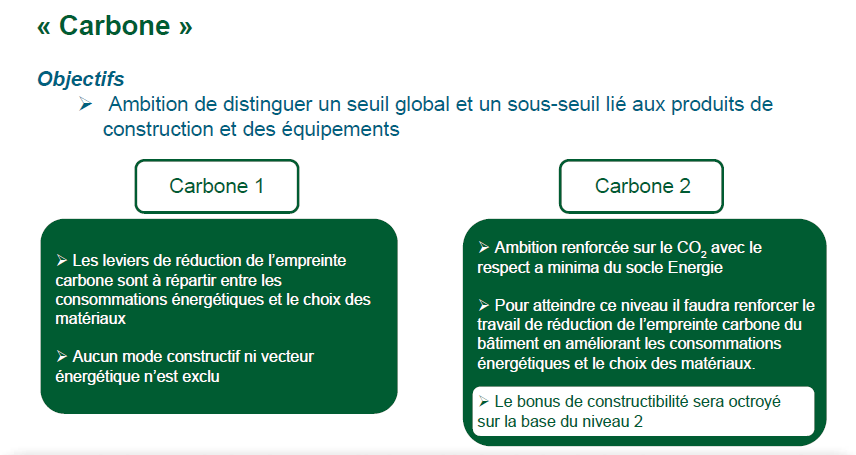 « Carbone »
Objectifs
➢ Ambition de distinguer un seuil global et un sous-seuil lié aux produits de
construction et des équipements
Carbone 1
➢ Les leviers de réduction de l'empreinte
carbone sont à répartir entre les
consommations énergétiques et le choix des
matériaux
➢ Aucun mode constructif ni vecteur
énergétique n'est exclu
Carbone 2
➢ Ambition renforcée sur le CO₂ avec le
respect a minima du socle Energie
➢ Pour atteindre ce niveau il faudra renforcer le
travail de réduction de l'empreinte carbone du
bâtiment en améliorant les consommations
énergétiques et le choix des matériaux.
➢ Le bonus de constructibilité sera octroyé
sur la base du niveau 2